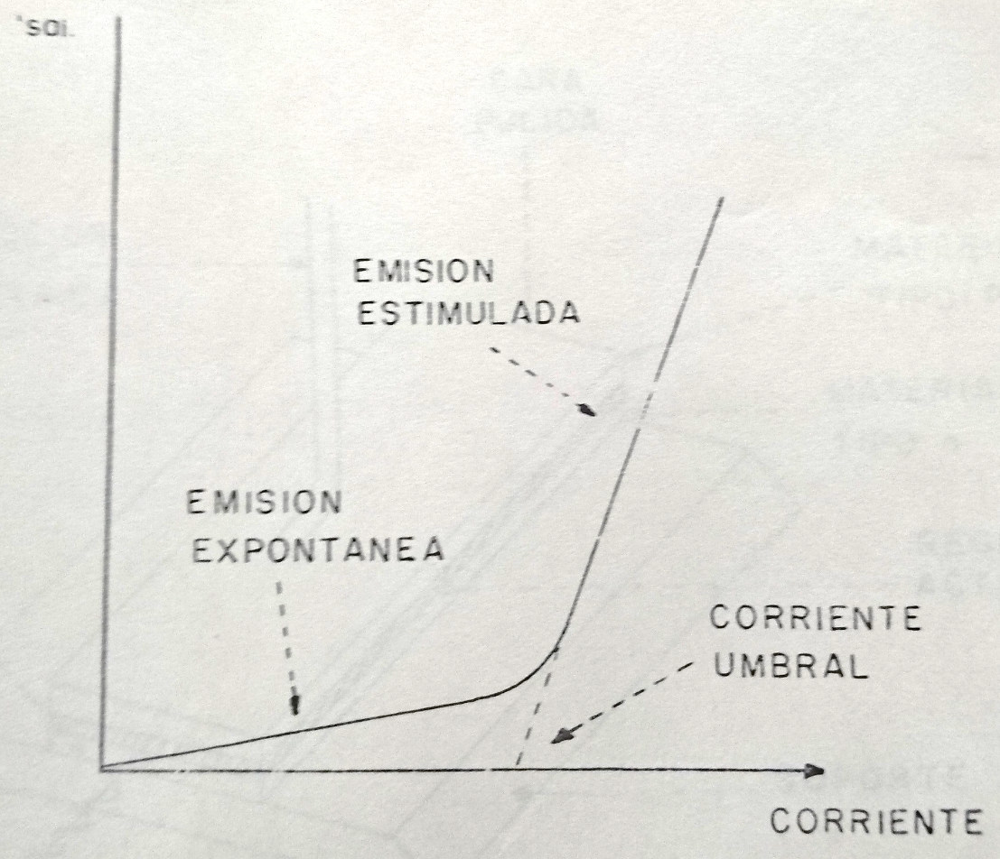 sal.
EMISION
ESTIMULADA
EMISION
EXPONTANEA
CORRIENTE
UMBRAL
CORRIENTE